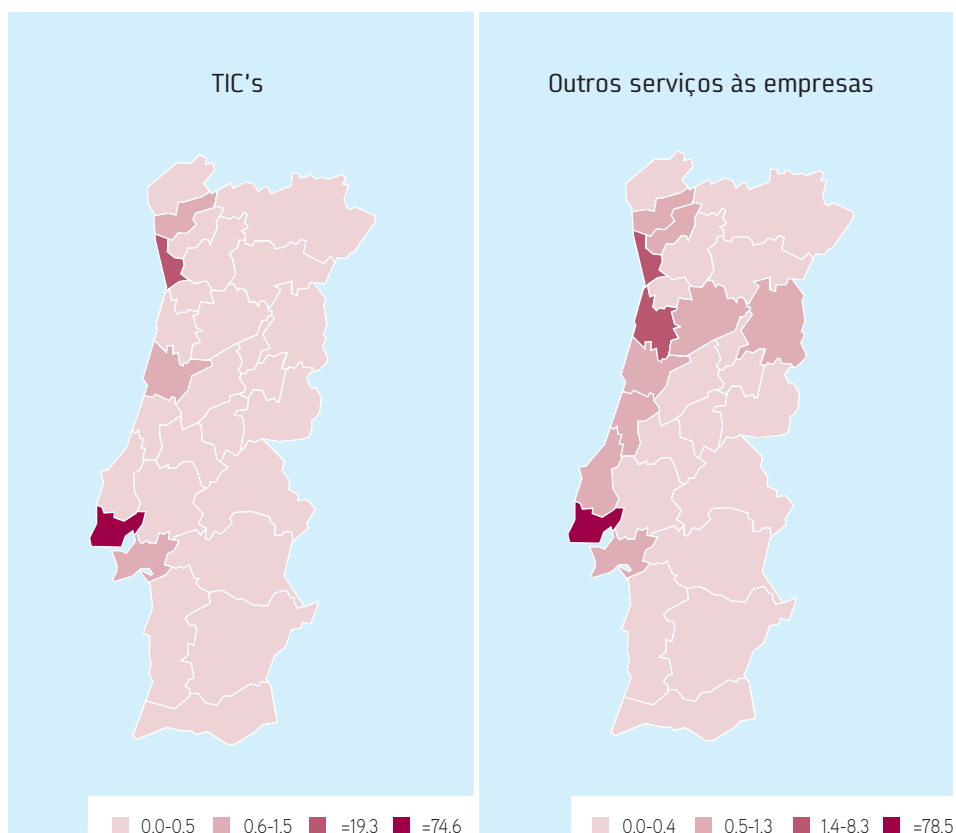 TIC's
0.0-0.5 0.6-1.5 =19.3 =74.6
Outros serviços às empresas
0.0-0.4 0.5-1.3 1.4-8.3 =78.5